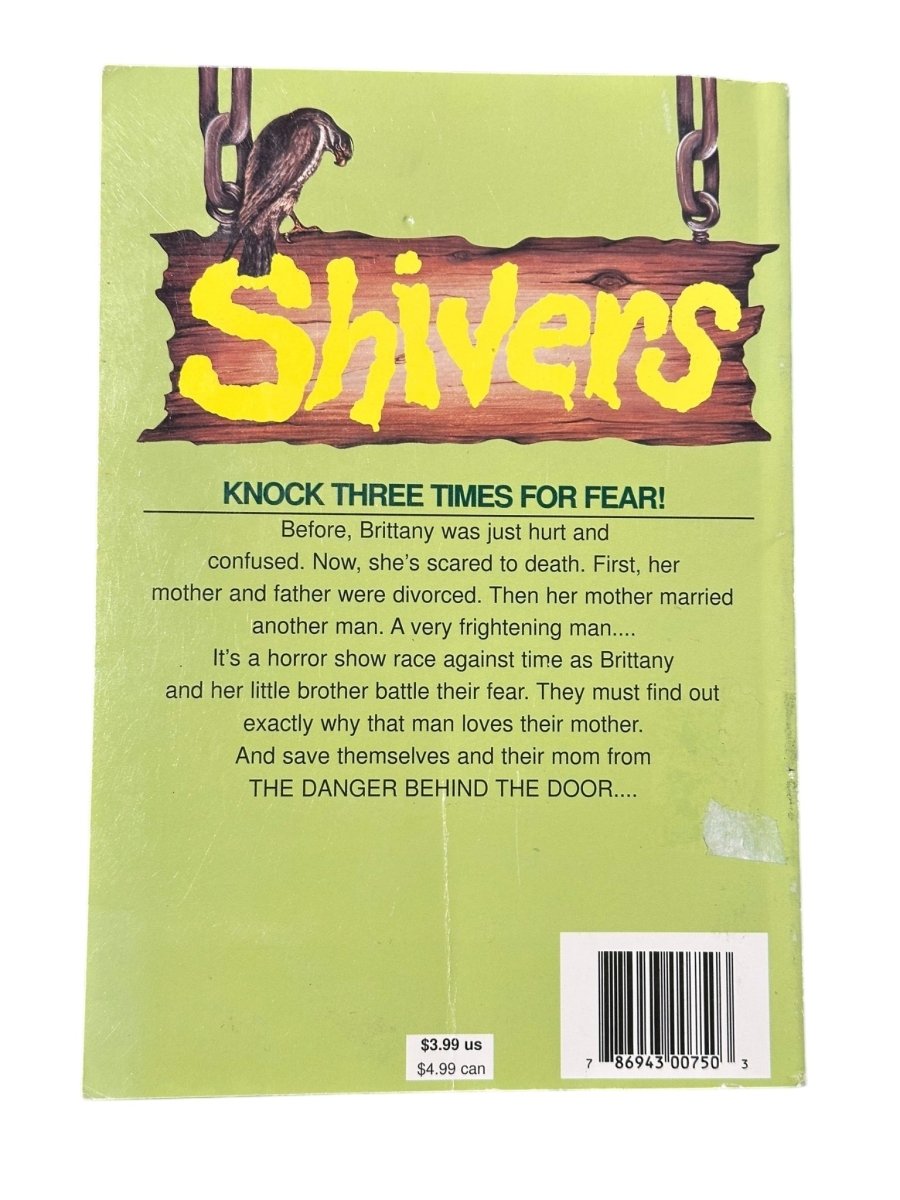 Shivers
KNOCK THREE TIMES FOR FEAR!
Before, Brittany was just hurt and
confused. Now, she's scared to death. First, her
mother and father were divorced. Then her mother married
another man. A very frightening man....
It's a horror show race against time as Brittany
and her little brother battle their fear. They must find out
exactly why that man loves their mother.
And save themselves and their mom from
THE DANGER BEHIND THE DOOR....
$3.99 us
$4.99 can
7 86943 00750 3